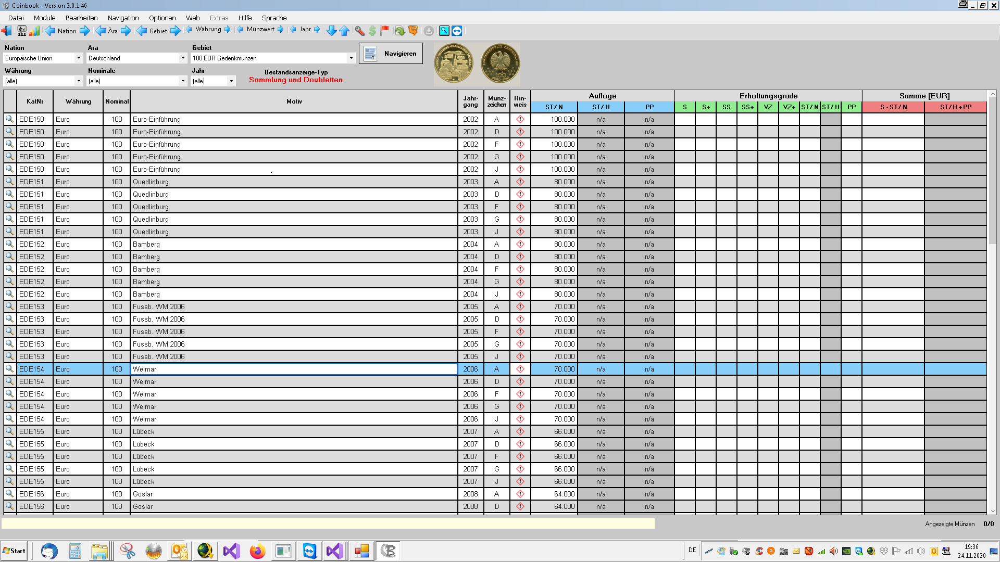 Coinbook - Version 3.0.1.46
Datei Module Bearbeiten Navigation Optionen Web Extras Hilfe Sprache
Nation Ära Gebiet Währung Münzwert Jahr
Nation Ära Gebiet
Europäische Union Deutschland 100 EUR Gedenkmünzen Navigieren
Währung Nominale Jahr Bestandsanzeige-Typ
(alle) (alle) (alle) Sammlung und Doubletten
KatNr Währung Nominal Motiv Jahr-gang Münz-zeichen Hin-weis Auflage Erhaltungsgrade Summe [EUR]
ST / N ST / H PP S S+ SS SS+ VZ VZ+ ST / N ST / H PP S - ST / N ST/H + PP
EDE150 Euro 100 Euro-Einführung 2002 A 100.000 n/a n/a
EDE150 Euro 100 Euro-Einführung 2002 D 100.000 n/a n/a
EDE150 Euro 100 Euro-Einführung 2002 F 100.000 n/a n/a
EDE150 Euro 100 Euro-Einführung 2002 G 100.000 n/a n/a
EDE150 Euro 100 Euro-Einführung 2002 J 100.000 n/a n/a
EDE151 Euro 100 Quedlinburg 2003 A 80.000 n/a n/a
EDE151 Euro 100 Quedlinburg 2003 D 80.000 n/a n/a
EDE151 Euro 100 Quedlinburg 2003 F 80.000 n/a n/a
EDE151 Euro 100 Quedlinburg 2003 G 80.000 n/a n/a
EDE151 Euro 100 Quedlinburg 2003 J 80.000 n/a n/a
EDE152 Euro 100 Bamberg 2004 A 80.000 n/a n/a
EDE152 Euro 100 Bamberg 2004 D 80.000 n/a n/a
EDE152 Euro 100 Bamberg 2004 F 80.000 n/a n/a
EDE152 Euro 100 Bamberg 2004 G 80.000 n/a n/a
EDE152 Euro 100 Bamberg 2004 J 80.000 n/a n/a
EDE153 Euro 100 Fussb. WM 2006 2005 A 70.000 n/a n/a
EDE153 Euro 100 Fussb. WM 2006 2005 D 70.000 n/a n/a
EDE153 Euro 100 Fussb. WM 2006 2005 F 70.000 n/a n/a
EDE153 Euro 100 Fussb. WM 2006 2005 G 70.000 n/a n/a
EDE153 Euro 100 Fussb. WM 2006 2005 J 70.000 n/a n/a
EDE154 Euro 100 Weimar 2006 A 70.000 n/a n/a
EDE154 Euro 100 Weimar 2006 D 70.000 n/a n/a
EDE154 Euro 100 Weimar 2006 F 70.000 n/a n/a
EDE154 Euro 100 Weimar 2006 G 70.000 n/a n/a
EDE154 Euro 100 Weimar 2006 J 70.000 n/a n/a
EDE155 Euro 100 Lübeck 2007 A 66.000 n/a n/a
EDE155 Euro 100 Lübeck 2007 D 66.000 n/a n/a
EDE155 Euro 100 Lübeck 2007 F 66.000 n/a n/a
EDE155 Euro 100 Lübeck 2007 G 66.000 n/a n/a
EDE155 Euro 100 Lübeck 2007 J 66.000 n/a n/a
EDE156 Euro 100 Goslar 2008 A 64.000 n/a n/a
EDE156 Euro 100 Goslar 2008 D 64.000 n/a n/a
Angezeigte Münzen 0/0
Start DE 19:36
24.11.2020